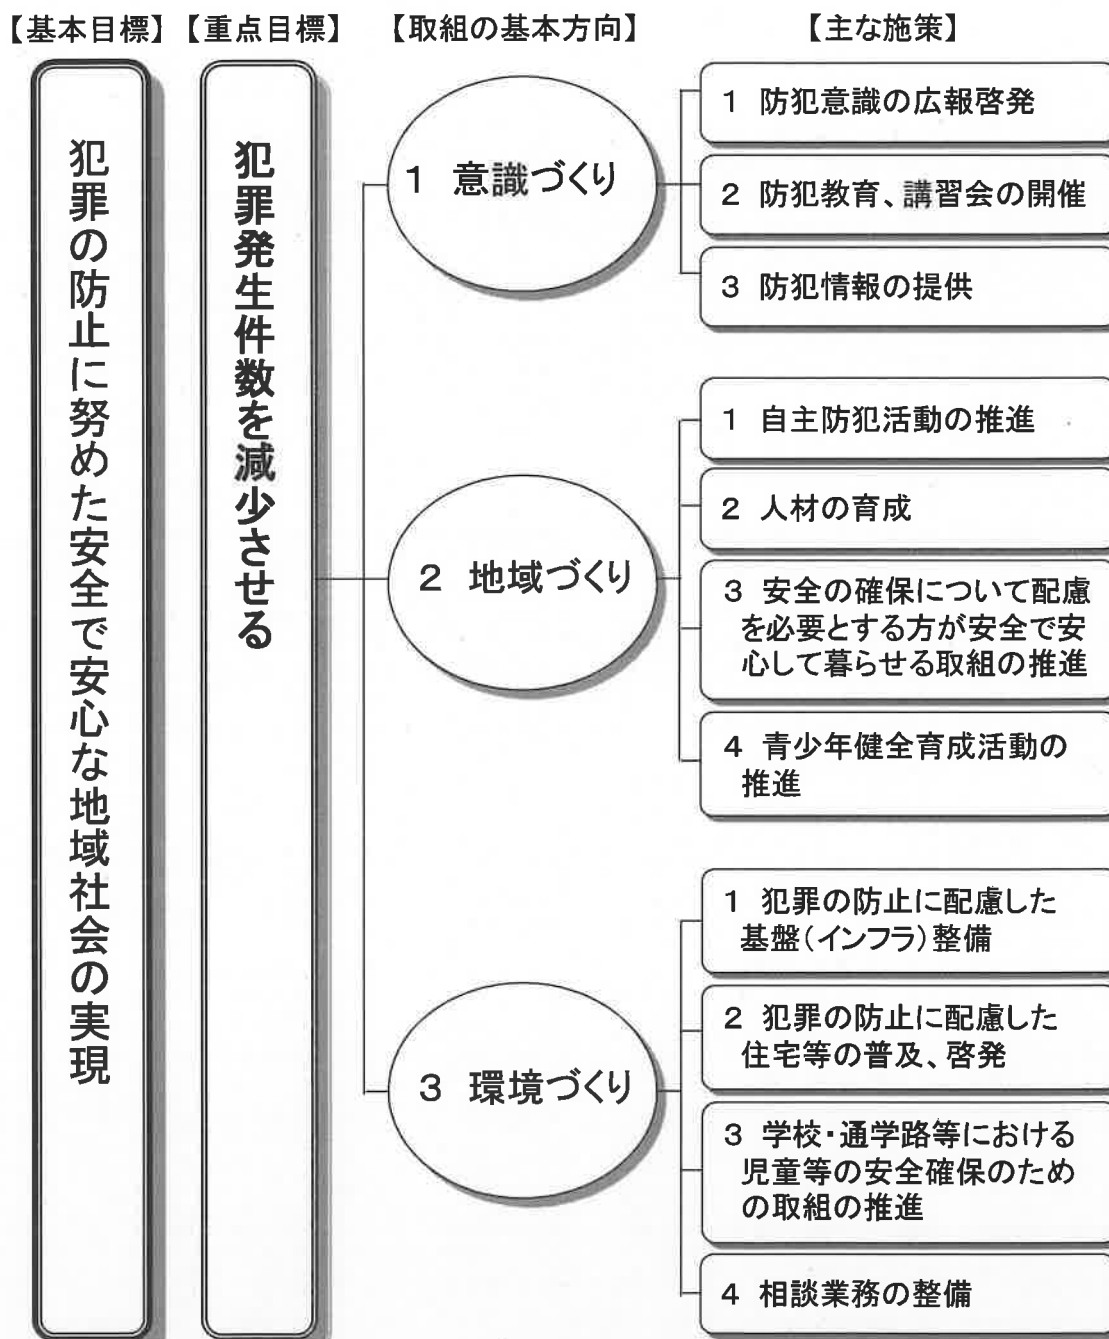 【基本目標】 【重点目標】 【取組の基本方向】 【主な施策】
犯罪の防止に努めた安全で安心な地域社会の実現
犯罪発生件数を減少させる
1 意識づくり
1 防犯意識の広報啓発
2 防犯教育、講習会の開催
3 防犯情報の提供
2 地域づくり
1 自主防犯活動の推進
2 人材の育成
3 安全の確保について配慮
を必要とする方が安全で安
心して暮らせる取組の推進
4 青少年健全育成活動の
推進
3 環境づくり
1 犯罪の防止に配慮した
基盤(インフラ)整備
2 犯罪の防止に配慮した
住宅等の普及、啓発
3 学校・通学路等における
児童等の安全確保のため
の取組の推進
4 相談業務の整備